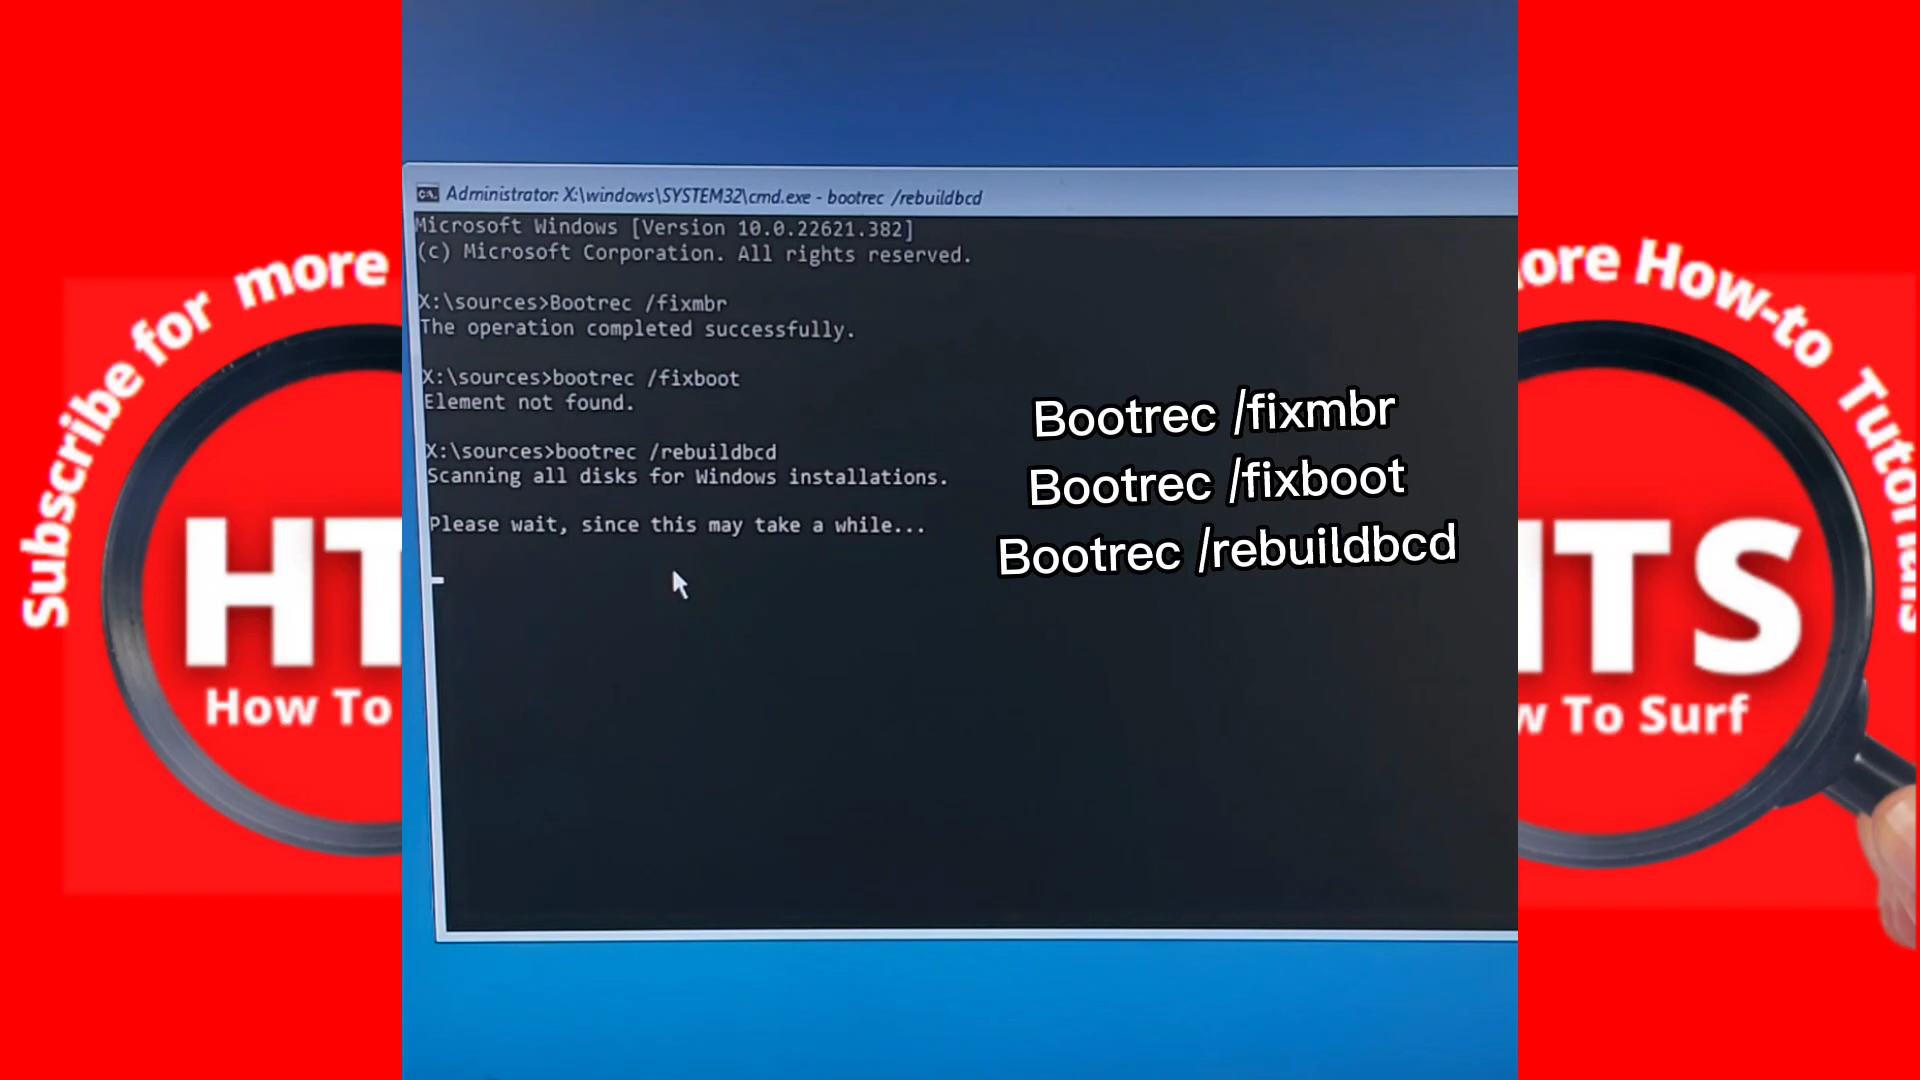 Subscribe for more
HT
How To
Administrator: X:\windows\SYSTEM32\cmd.exe - bootrec /rebuildbcd
Microsoft Windows [Version 10.0.22621.382]
(c) Microsoft Corporation. All rights reserved.
X:\sources>Bootrec /fixmbr
The operation completed successfully.
X:\sources>bootrec /fixboot
Element not found.
X:\sources>bootrec /rebuildbcd
Scanning all disks for Windows installations.
Please wait, since this may take a while...
Bootrec /fixmbr
Bootrec /fixboot
Bootrec /rebuildbcd
more How-to Tutorials
HTS
w To Surf